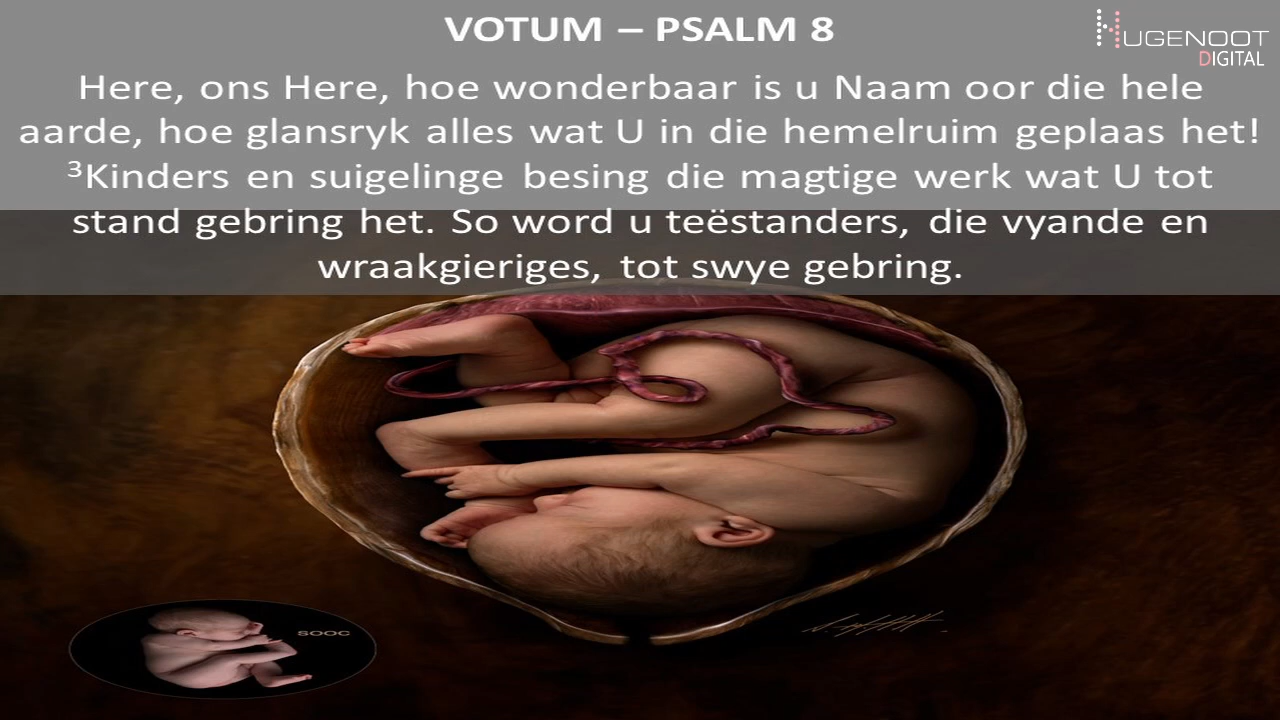 VOTUM – PSALM 8
HUGENOOT
DIGITAL
Here, ons Here, hoe wonderbaar is u Naam oor die hele
aarde, hoe glansryk alles wat U in die hemelruim geplaas het!
³Kinders en suigelinge besing die magtige werk wat U tot
stand gebring het. So word u teëstanders, die vyande en
wraakgieriges, tot swye gebring.
sooc